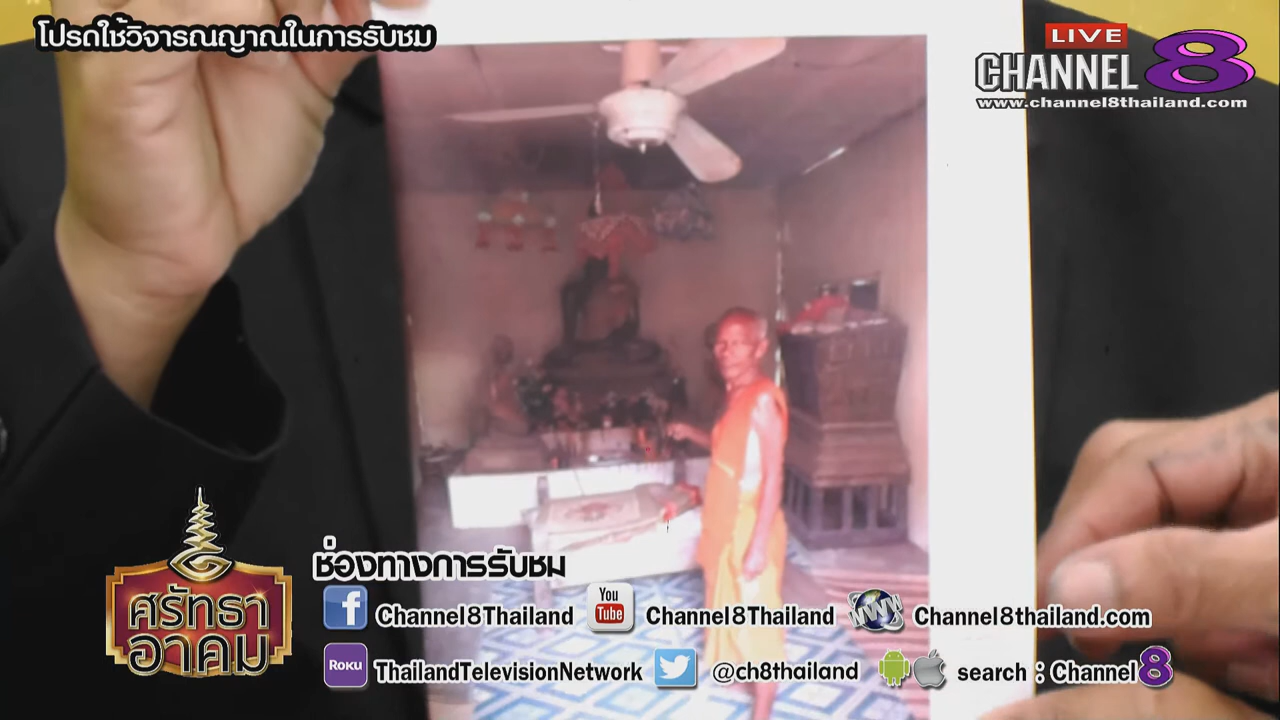 โปรดใช้วิจารณญาณในการรับชม
LIVE
CHANNEL 8
www.channel8thailand.com
ศรัทธา
อาคม
ช่องทางการรับชม
Channel8Thailand
You
Tube
Channel8Thailand
WWW
Channel8thailand.com
ROKU
ThailandTelevisionNetwork
@ch8thailand
search : Channel 8